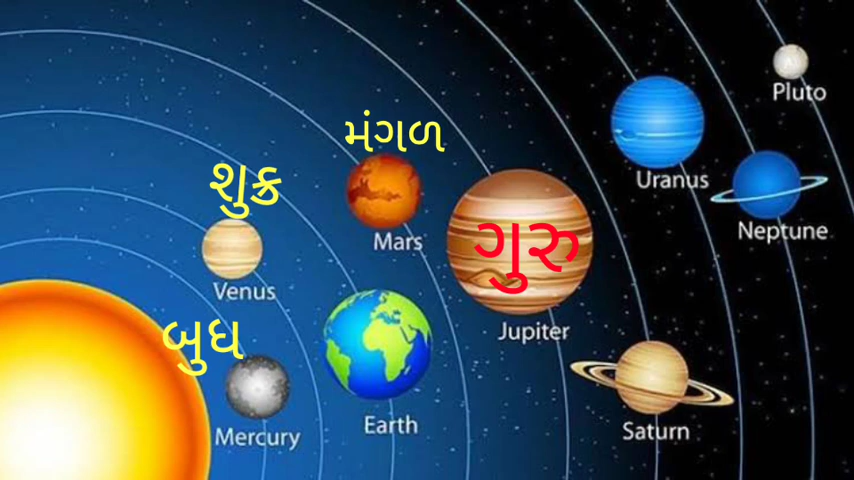 Pluto
મંગળ
Uranus
શુક્ર
Neptune
Mars
ગુરુ
Venus
Jupiter
બુધ
Earth
Saturn
Mercury